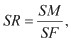 SR = SM/SF,